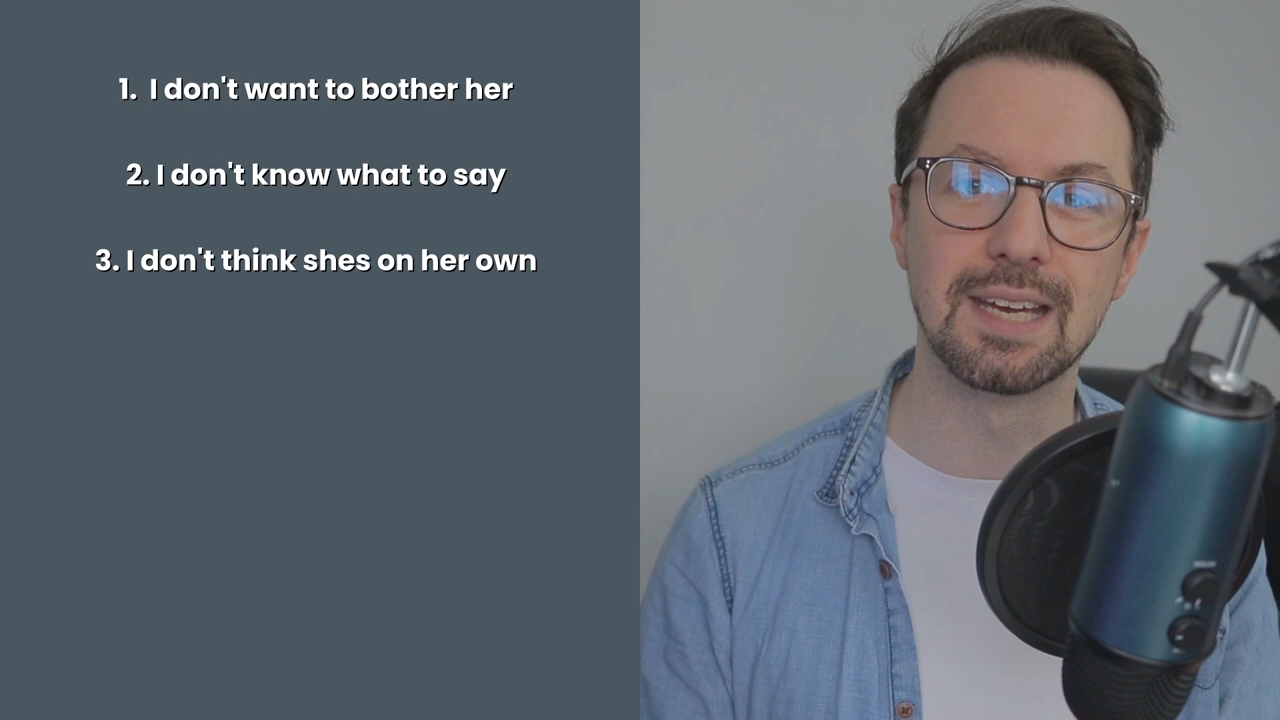 1. I don't want to bother her
2. I don't know what to say
3. I don't think shes on her own